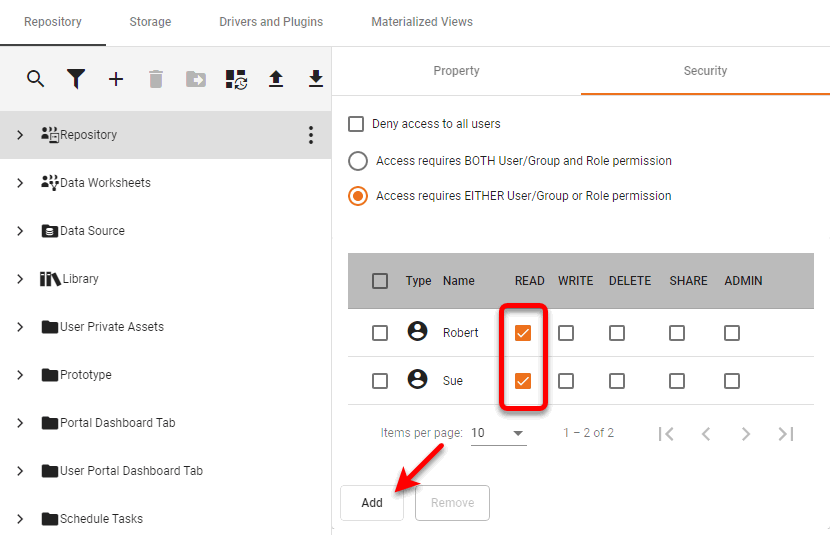 Repository Storage Drivers and Plugins Materialized Views
Property Security
Repository
Data Worksheets
Data Source
Library
User Private Assets
Prototype
Portal Dashboard Tab
User Portal Dashboard Tab
Schedule Tasks
Deny access to all users
Access requires BOTH User/Group and Role permission
Access requires EITHER User/Group or Role permission
Type Name READ WRITE DELETE SHARE ADMIN
Robert
Sue
Items per page: 10 1 – 2 of 2
Add Remove